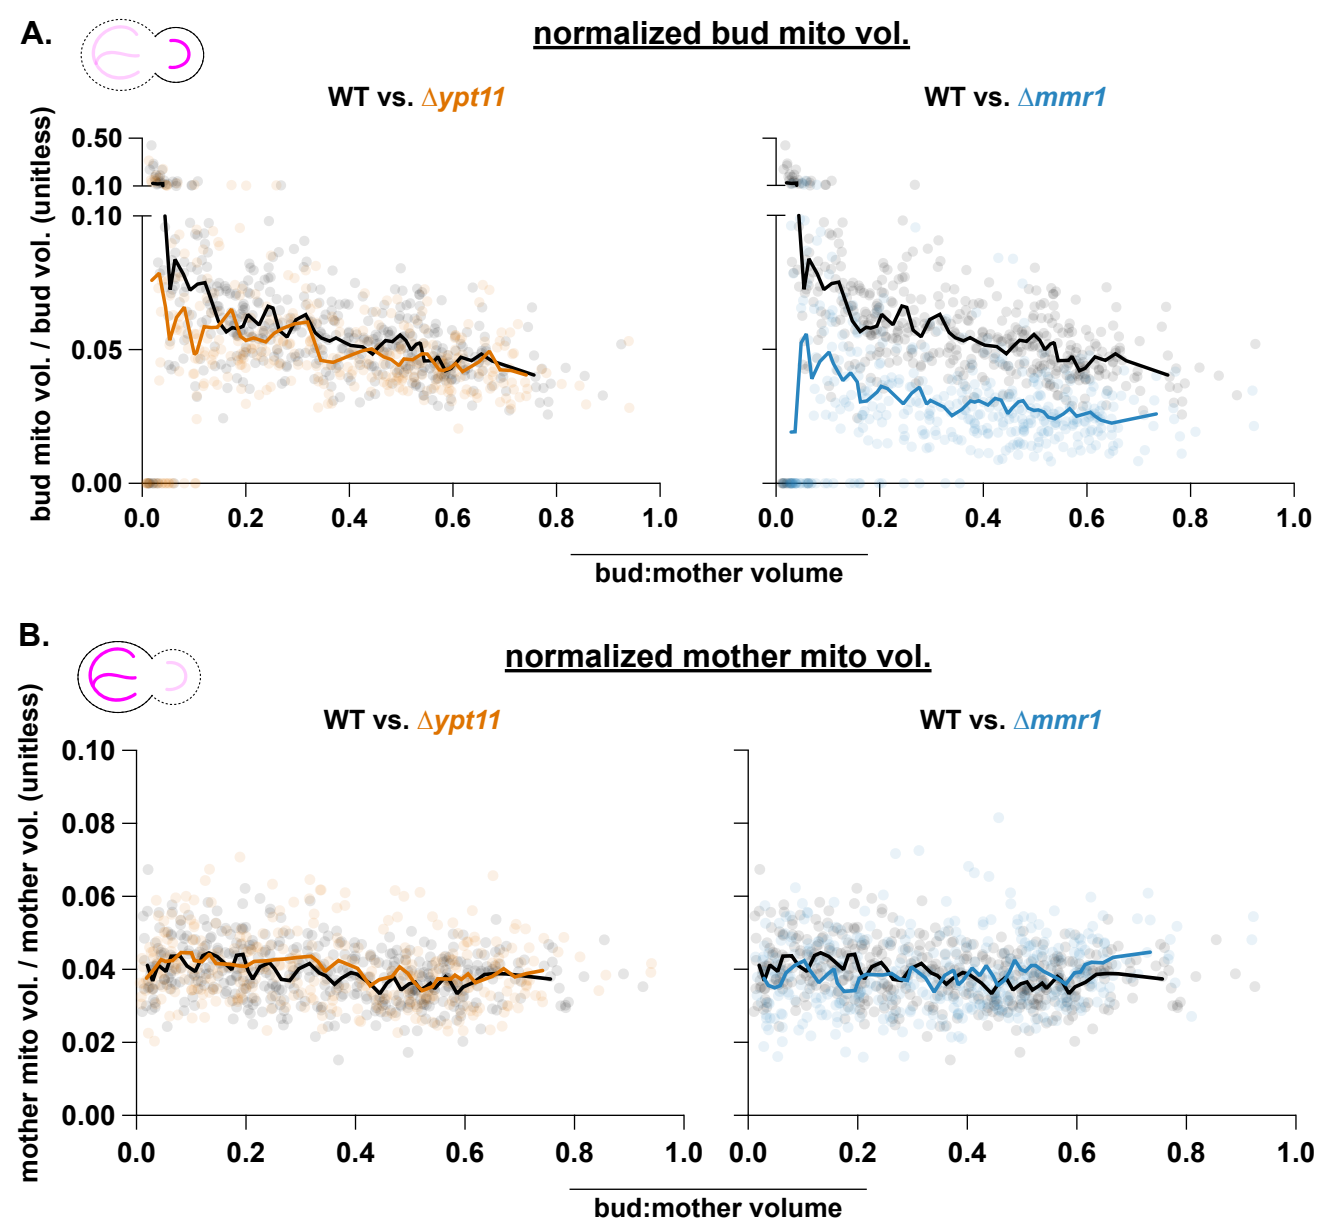 A.
normalized bud mito vol.
WT vs. Δypt11
WT vs. Δmmr1
bud mito vol. / bud vol. (unitless)
0.50
0.10
0.10
0.05
0.00
0.0 0.2 0.4 0.6 0.8 1.0
0.0 0.2 0.4 0.6 0.8 1.0
bud:mother volume
B.
normalized mother mito vol.
WT vs. Δypt11
WT vs. Δmmr1
mother mito vol. / mother vol. (unitless)
0.10
0.08
0.06
0.04
0.02
0.00
0.0 0.2 0.4 0.6 0.8 1.0
0.0 0.2 0.4 0.6 0.8 1.0
bud:mother volume